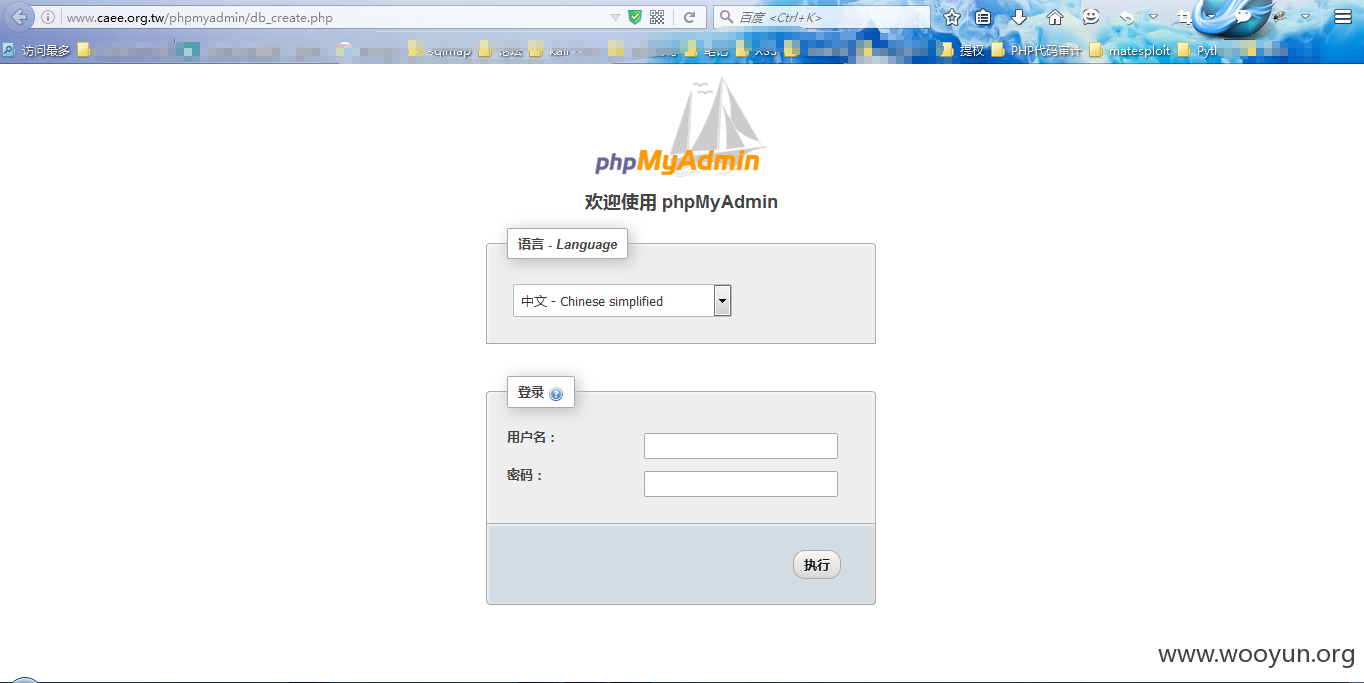 www.caee.org.tw/phpmyadmin/db_create.php 百度 <Ctrl+K>
访问最多 sqlmap 论坛 kali 笔记 XSS 提权 PHP代码审计 matesploit
phpMyAdmin
欢迎使用 phpMyAdmin
语言 - Language
中文 - Chinese simplified
登录
用户名：
密码：
执行
www.wooyun.org